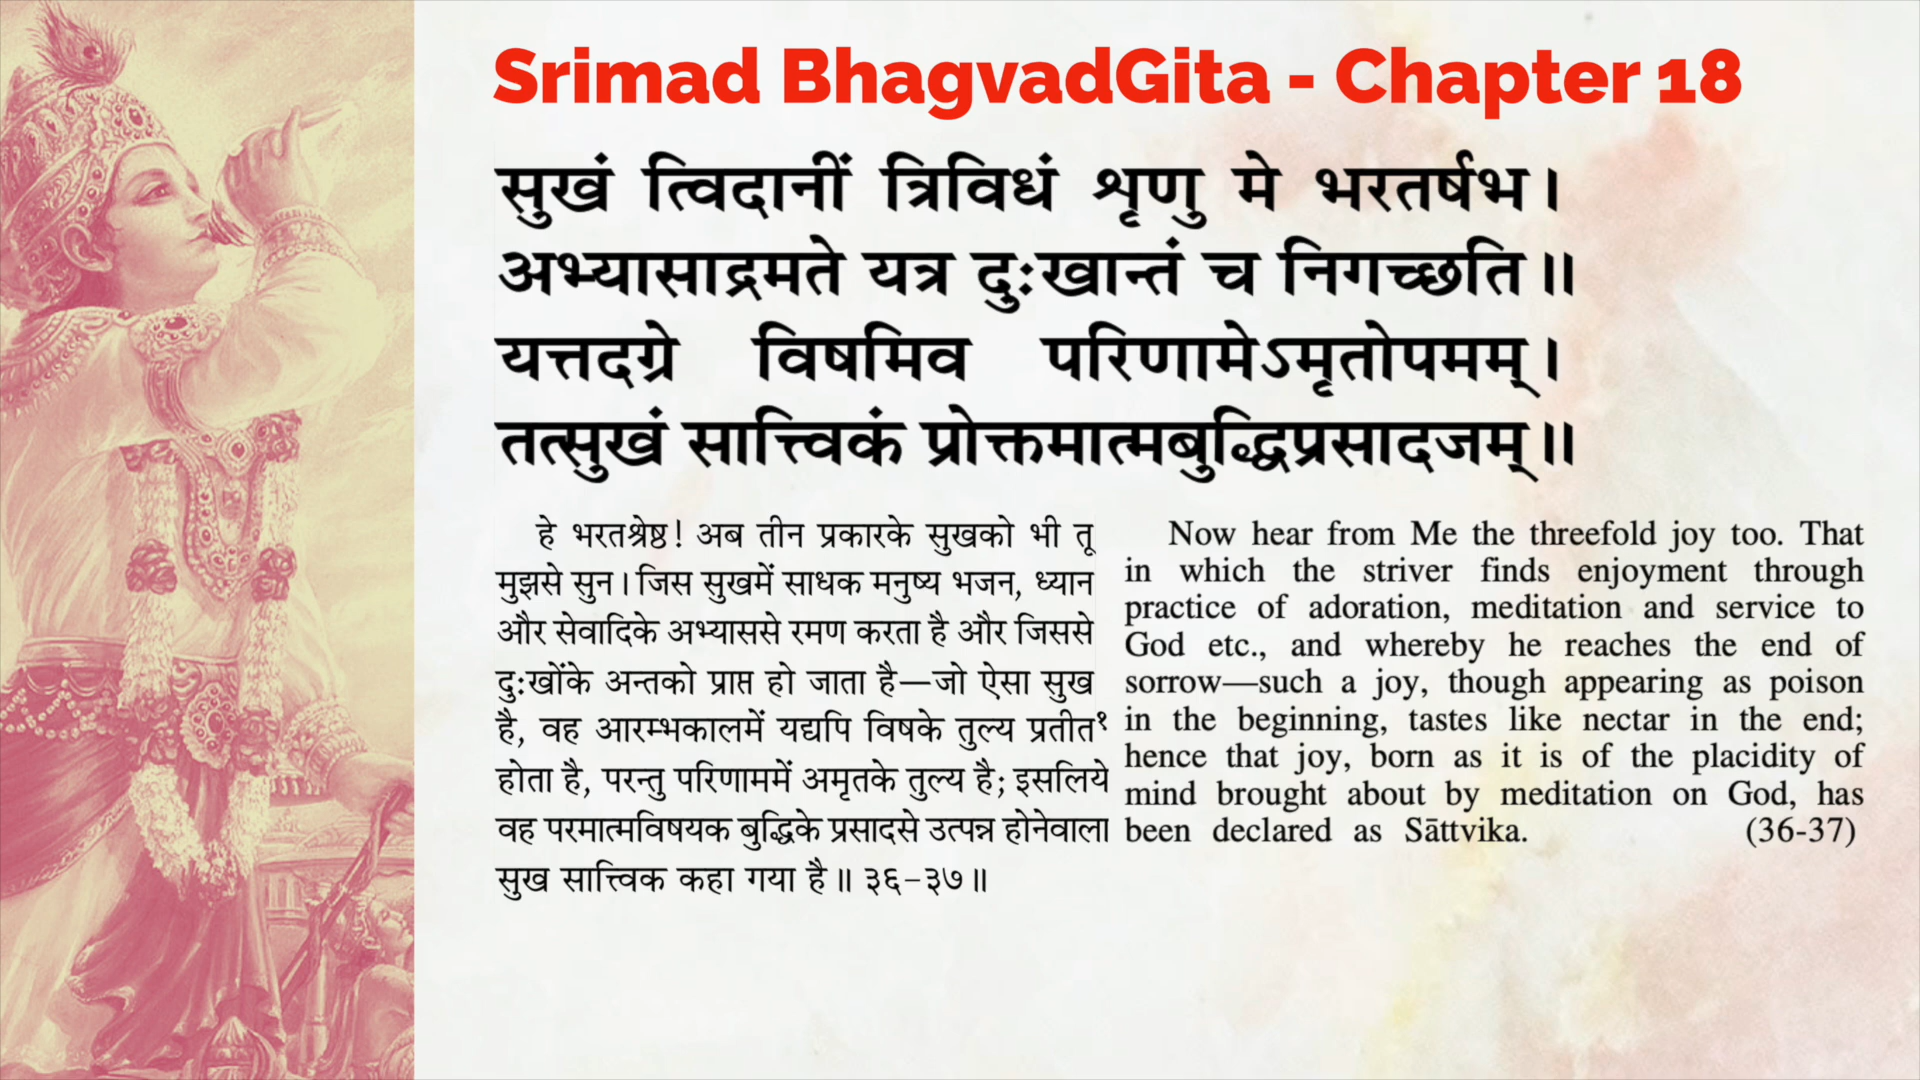 Srimad BhagvadGita - Chapter 18
सुखं त्विदानीं त्रिविधं शृणु मे भरतर्षभ।
अभ्यासाद्रमते यत्र दुःखान्तं च निगच्छति॥
यत्तदग्रे विषमिव परिणामेऽमृतोपमम्।
तत्सुखं सात्त्विकं प्रोक्तमात्मबुद्धिप्रसादजम्॥
हे भरतश्रेष्ठ! अब तीन प्रकारके सुखको भी तू
मुझसे सुन। जिस सुखमें साधक मनुष्य भजन, ध्यान
और सेवादिके अभ्याससे रमण करता है और जिससे
दुःखोंके अन्तको प्राप्त हो जाता है—जो ऐसा सुख
है, वह आरम्भकालमें यद्यपि विषके तुल्य प्रतीत१
होता है, परन्तु परिणाममें अमृतके तुल्य है; इसलिये
वह परमात्मविषयक बुद्धिके प्रसादसे उत्पन्न होनेवाला
सुख सात्त्विक कहा गया है॥ ३६-३७॥
Now hear from Me the threefold joy too. That
in which the striver finds enjoyment through
practice of adoration, meditation and service to
God etc., and whereby he reaches the end of
sorrow—such a joy, though appearing as poison
in the beginning, tastes like nectar in the end;
hence that joy, born as it is of the placidity of
mind brought about by meditation on God, has
been declared as Sāttvika. (36-37)